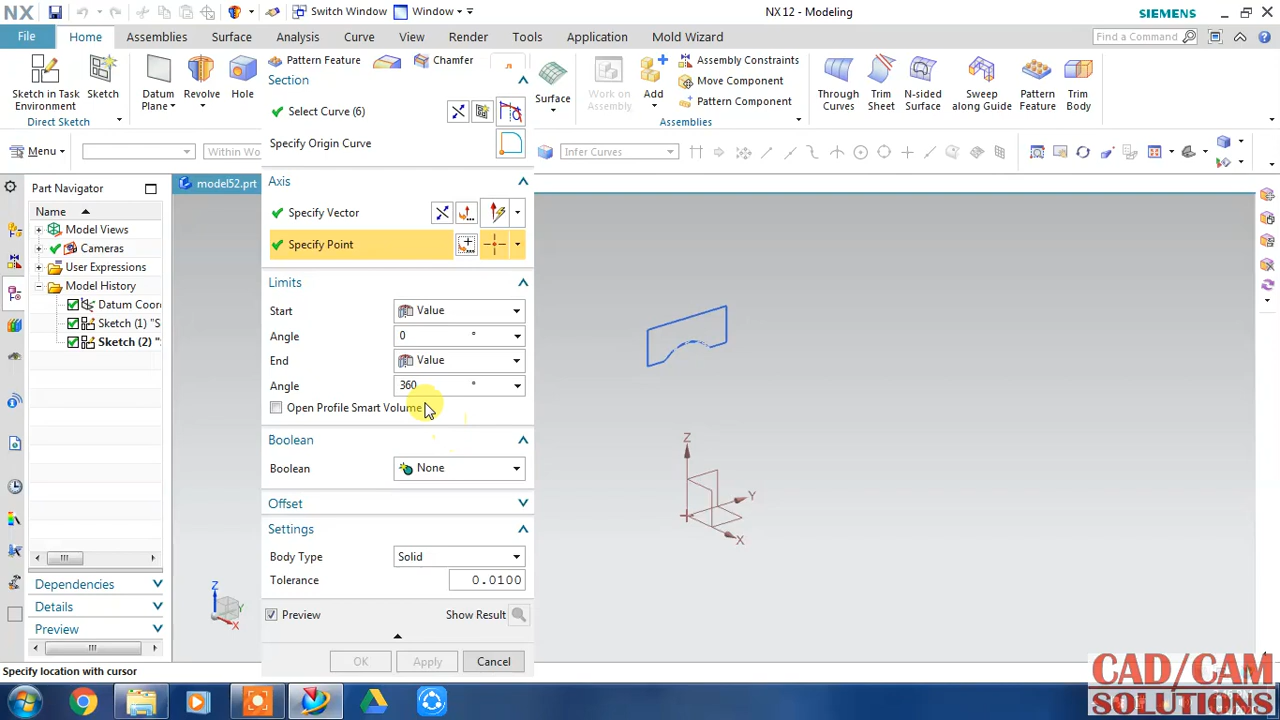 NX Switch Window Window NX12 - Modeling SIEMENS
File Home Assemblies Surface Analysis Curve View Render Tools Application Mold Wizard Find a Command
Sketch in Task Environment Sketch Datum Plane Revolve Hole Pattern Feature Chamfer Surface Work on Assembly Add Assembly Constraints Move Component Pattern Component Through Curves Trim Sheet N-sided Surface Sweep along Guide Pattern Feature Trim Body
Direct Sketch Assemblies
Menu Within Wo Infer Curves
Section
Select Curve (6)
Specify Origin Curve
Axis
Specify Vector
Specify Point
Limits
Start Value
Angle 0 °
End Value
Angle 360 °
Open Profile Smart Volume
Boolean
Boolean None
Offset
Settings
Body Type Solid
Tolerance 0.0100
Preview Show Result
OK Apply Cancel
Part Navigator
Name
Model Views
Cameras
User Expressions
Model History
Datum Coor
Sketch (1) "S
Sketch (2) "
Dependencies
Details
Preview
model52.prt
Z
Y
X
Z
Y
X
Specify location with cursor
CAD/CAM
SOLUTIONS